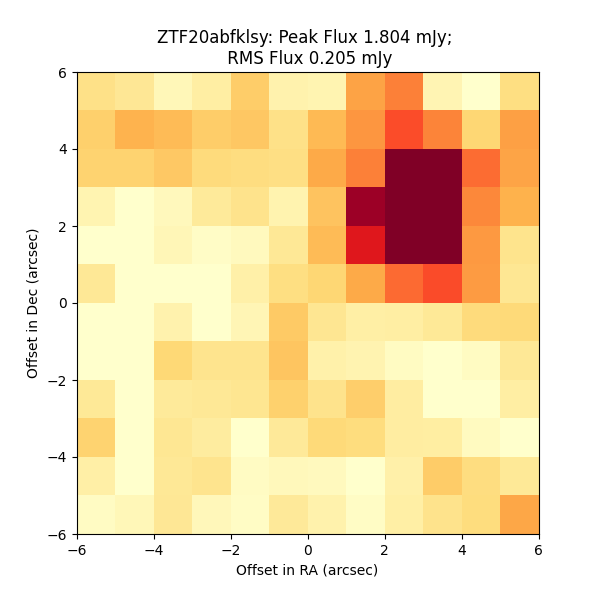 ZTF20abfklsy: Peak Flux 1.804 mJy;
RMS Flux 0.205 mJy
6
4
2
0
−2
−4
−6
Offset in Dec (arcsec)
−6 −4 −2 0 2 4 6
Offset in RA (arcsec)